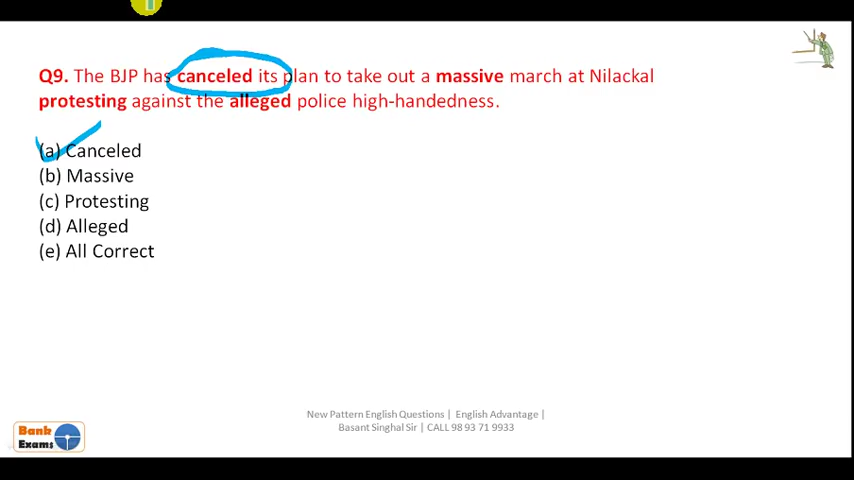 Q9. The BJP has canceled its plan to take out a massive march at Nilackal
protesting against the alleged police high-handedness.
(a) Canceled
(b) Massive
(c) Protesting
(d) Alleged
(e) All Correct
New Pattern English Questions | English Advantage |
Basant Singhal Sir | CALL 98 93 71 9933
Bank
Exams